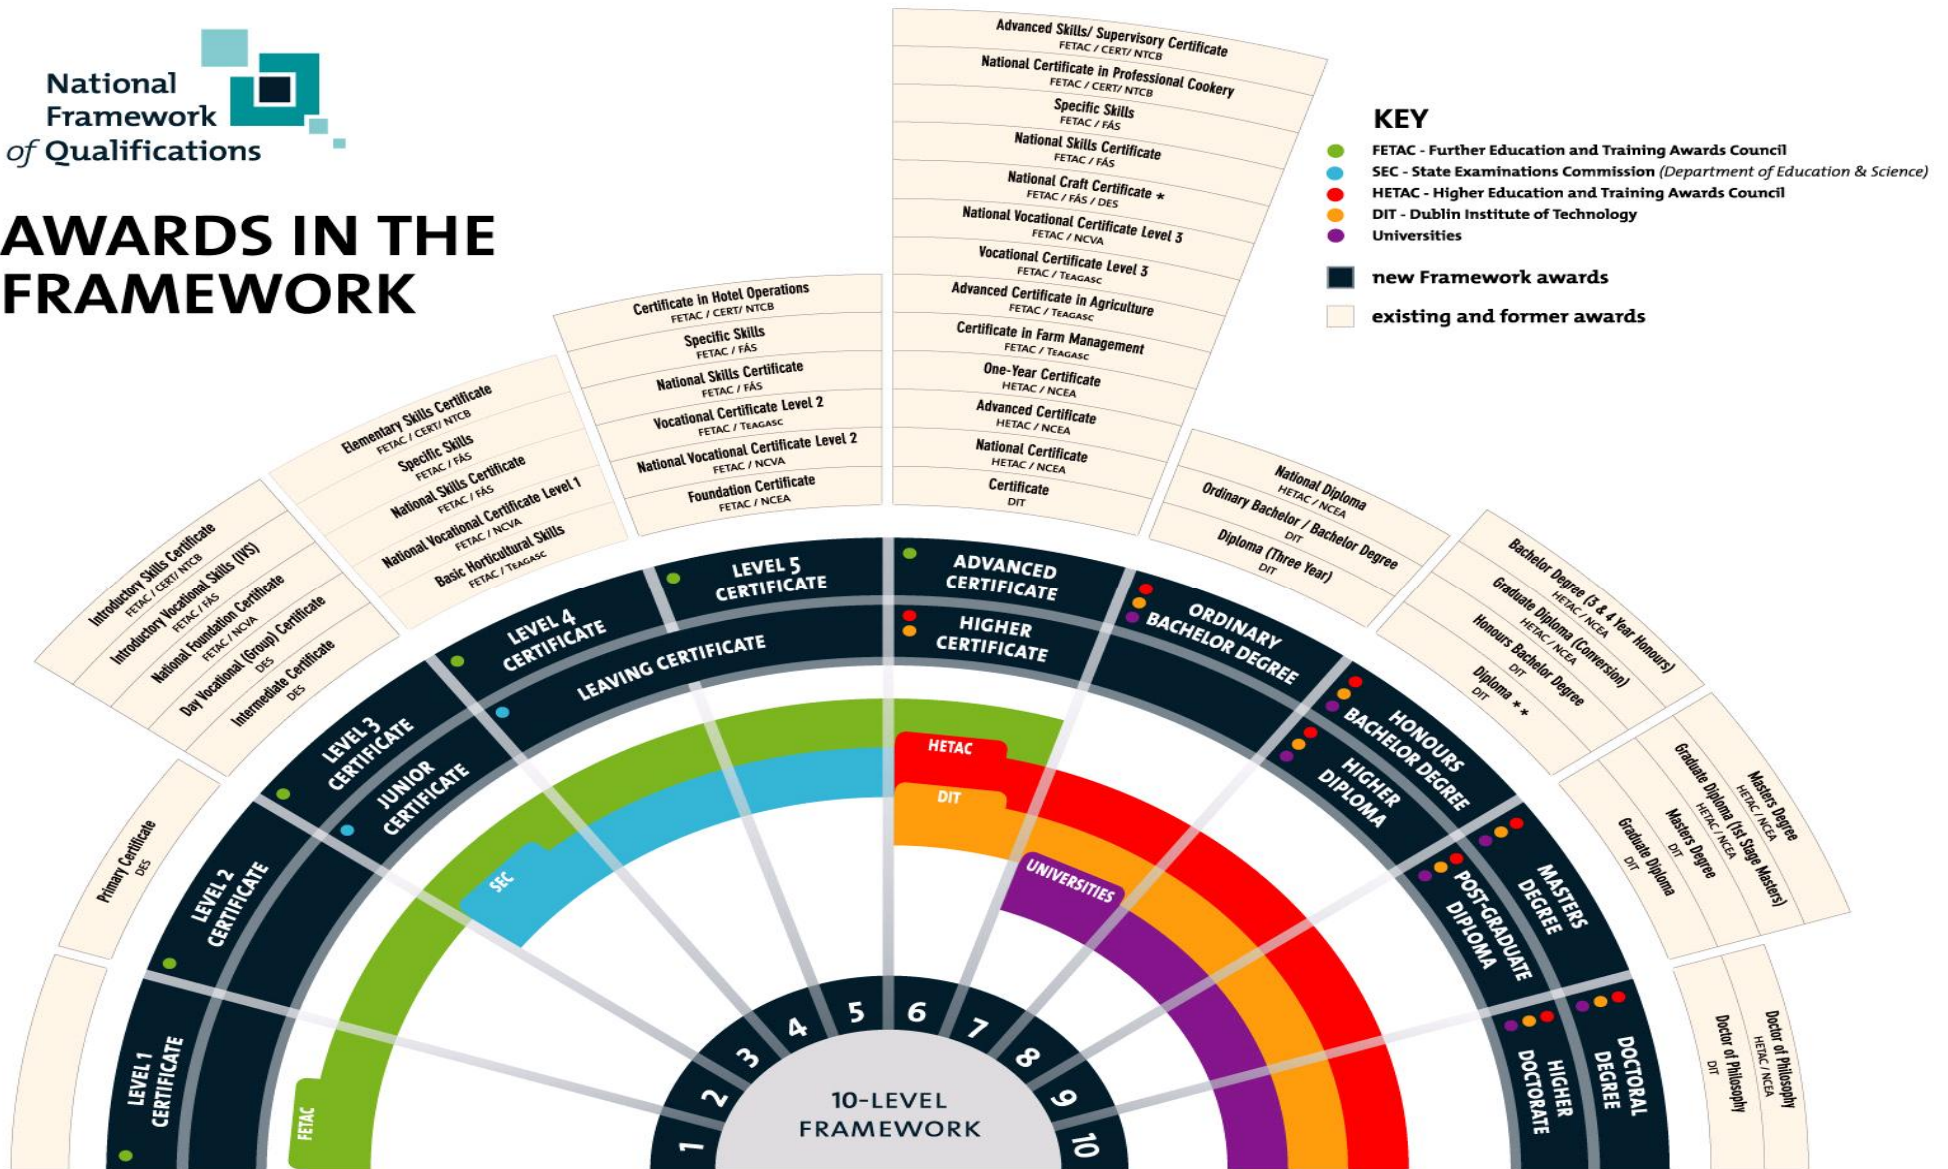 National
Framework
of Qualifications
AWARDS IN THE
FRAMEWORK
KEY
FETAC - Further Education and Training Awards Council
SEC - State Examinations Commission (Department of Education & Science)
HETAC - Higher Education and Training Awards Council
DIT - Dublin Institute of Technology
Universities
new Framework awards
existing and former awards
Primary Certificate
DES
Introductory Skills Certificate
FETAC / CERT/ NTCB
Introductory Vocational Skills (IVS)
FETAC / FÁS
National Foundation Certificate
FETAC / NCVA
Day Vocational (Group) Certificate
DES
Intermediate Certificate
DES
Elementary Skills Certificate
FETAC / CERT/ NTCB
Specific Skills
FETAC / FÁS
National Skills Certificate
FETAC / FÁS
National Vocational Certificate Level 1
FETAC / NCVA
Basic Horticultural Skills
FETAC / TEAGASC
Certificate in Hotel Operations
FETAC / CERT/ NTCB
Specific Skills
FETAC / FÁS
National Skills Certificate
FETAC / FÁS
Vocational Certificate Level 2
FETAC / TEAGASC
National Vocational Certificate Level 2
FETAC / NCVA
Foundation Certificate
FETAC / NCEA
Advanced Skills/ Supervisory Certificate
FETAC / CERT/ NTCB
National Certificate in Professional Cookery
FETAC / CERT/ NTCB
Specific Skills
FETAC / FÁS
National Skills Certificate
FETAC / FÁS
National Craft Certificate *
FETAC / FÁS / DES
National Vocational Certificate Level 3
FETAC / NCVA
Vocational Certificate Level 3
FETAC / TEAGASC
Advanced Certificate in Agriculture
FETAC / TEAGASC
Certificate in Farm Management
FETAC / TEAGASC
One-Year Certificate
HETAC / NCEA
Advanced Certificate
HETAC / NCEA
National Certificate
HETAC / NCEA
Certificate
DIT
National Diploma
HETAC / NCEA
Ordinary Bachelor / Bachelor Degree
DIT
Diploma (Three Year)
DIT
Bachelor Degree (3 & 4 Year Honours)
HETAC / NCEA
Graduate Diploma (Conversion)
HETAC / NCEA
Honours Bachelor Degree
DIT
Diploma **
DIT
Masters Degree
HETAC / NCEA
Graduate Diploma (1st Stage Masters)
HETAC / NCEA
Masters Degree
DIT
Graduate Diploma
DIT
Doctor of Philosophy
HETAC / NCEA
Doctor of Philosophy
DIT
LEVEL 1
CERTIFICATE
LEVEL 2
CERTIFICATE
LEVEL 3
CERTIFICATE
JUNIOR
CERTIFICATE
LEVEL 4
CERTIFICATE
LEVEL 5
CERTIFICATE
LEAVING CERTIFICATE
ADVANCED
CERTIFICATE
HIGHER
CERTIFICATE
ORDINARY
BACHELOR DEGREE
HONOURS
BACHELOR DEGREE
HIGHER
DIPLOMA
MASTERS
DEGREE
POST-GRADUATE
DIPLOMA
DOCTORAL
DEGREE
HIGHER
DOCTORATE
FETAC
SEC
HETAC
DIT
UNIVERSITIES
1
2
3
4
5
6
7
8
9
10
10-LEVEL
FRAMEWORK